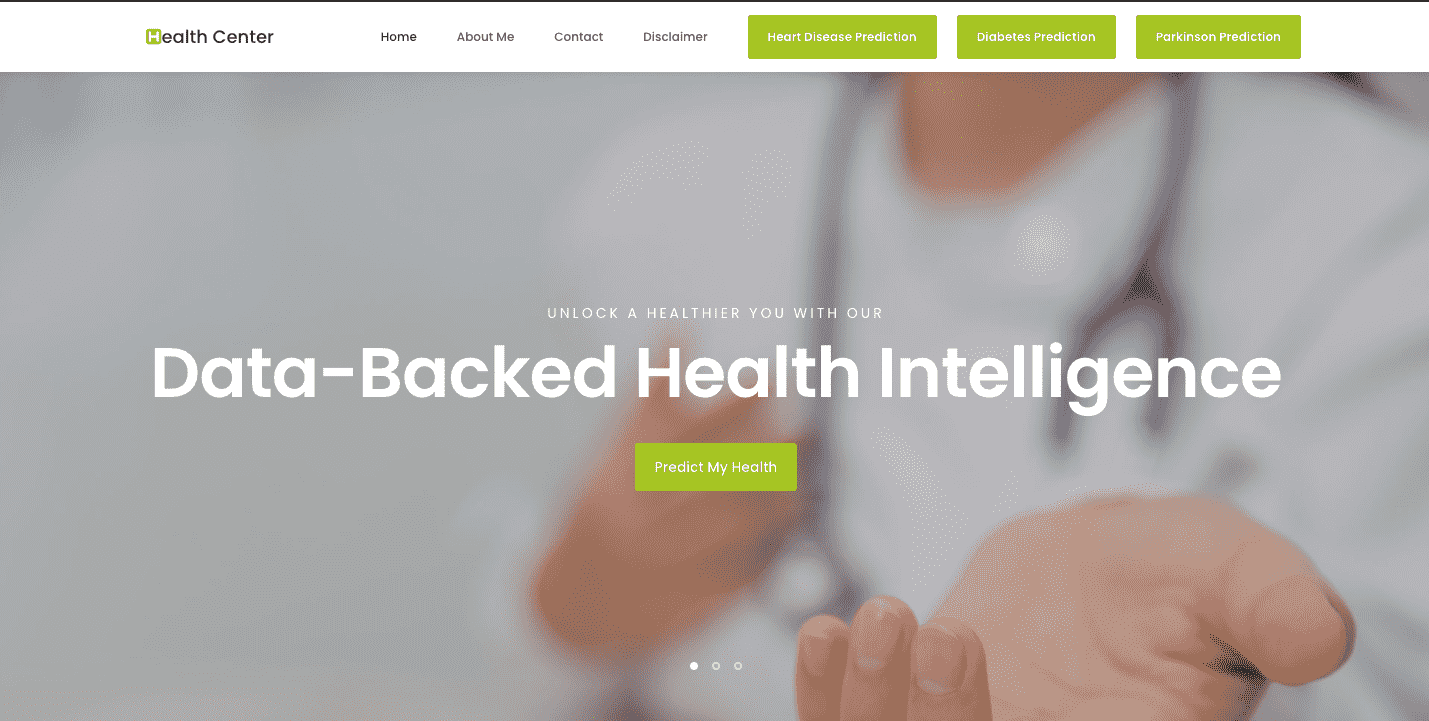 Health Center
Home
About Me
Contact
Disclaimer
Heart Disease Prediction
Diabetes Prediction
Parkinson Prediction
UNLOCK A HEALTHIER YOU WITH OUR
Data-Backed Health Intelligence
Predict My Health